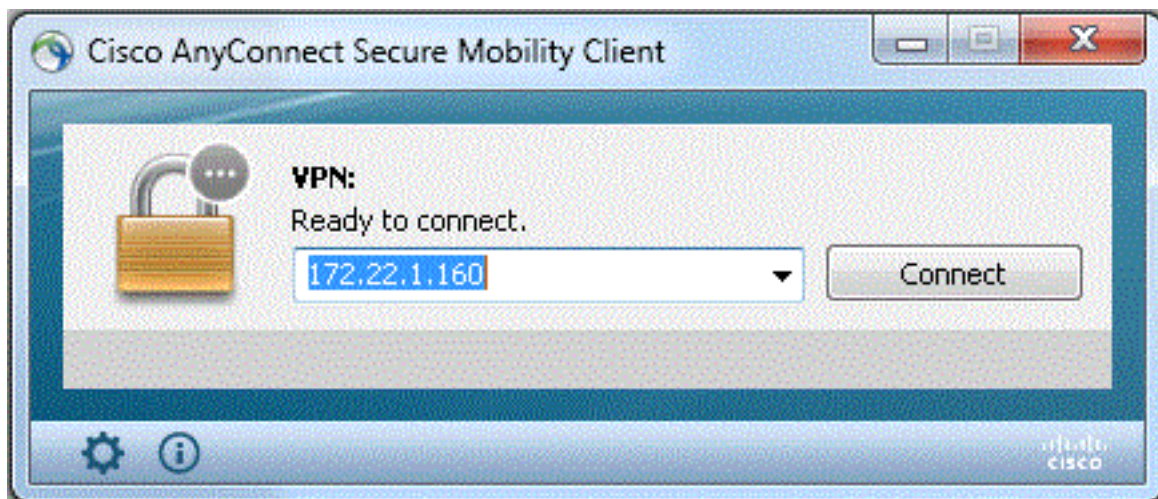 Cisco AnyConnect Secure Mobility Client
VPN:
Ready to connect.
172.22.1.160
Connect
cisco